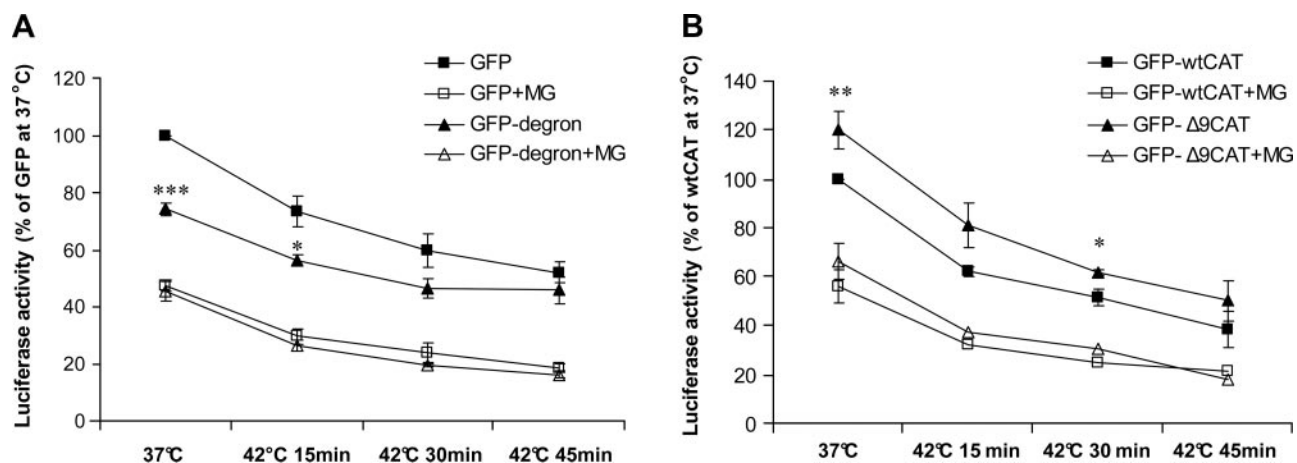 A
Luciferase activity (% of GFP at 37°C)
120
100
80
60
40
20
0
GFP
GFP+MG
GFP-degron
GFP-degron+MG
***
*
37℃
42°C 15min
42℃ 30min
42℃ 45min
B
Luciferase activity (% of wtCAT at 37°C)
140
120
100
80
60
40
20
0
GFP-wtCAT
GFP-wtCAT+MG
GFP- Δ9CAT
GFP- Δ9CAT+MG
**
*
37℃
42℃ 15 min
42℃ 30 min
42℃ 45min